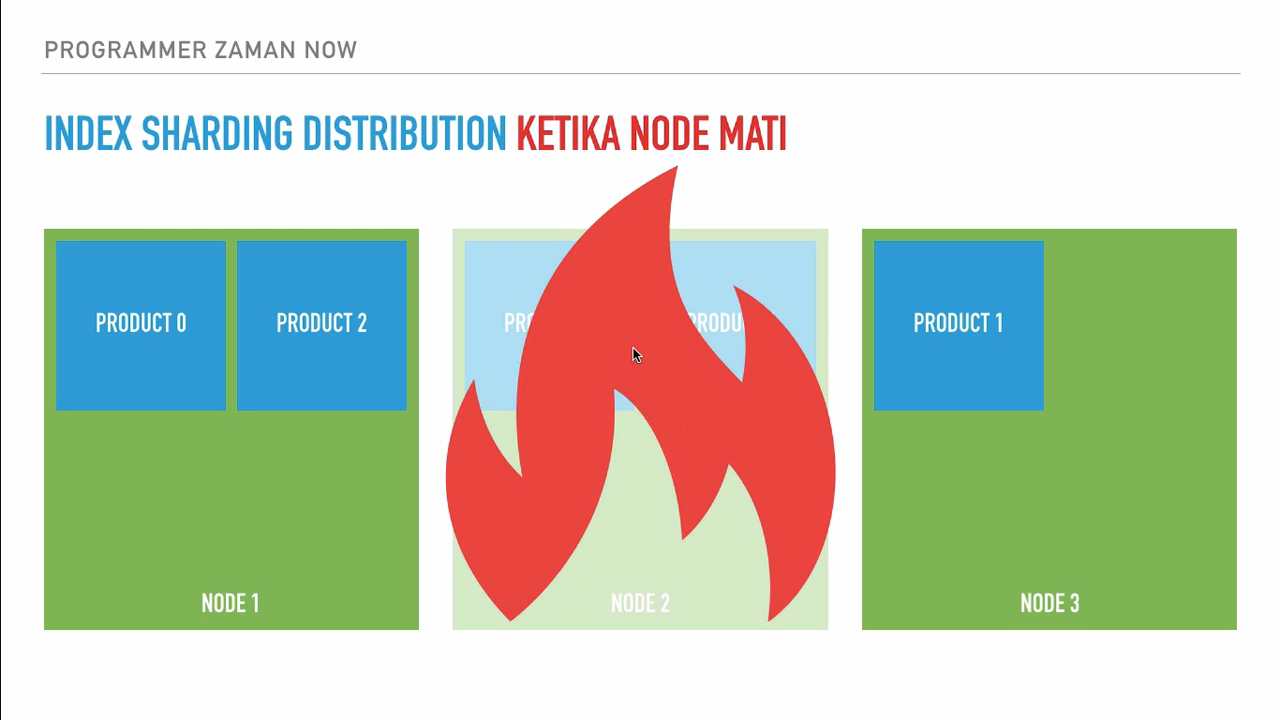 PROGRAMMER ZAMAN NOW
INDEX SHARDING DISTRIBUTION KETIKA NODE MATI
PRODUCT 0
PRODUCT 2
PRODUCT 1
NODE 1
NODE 2
NODE 3